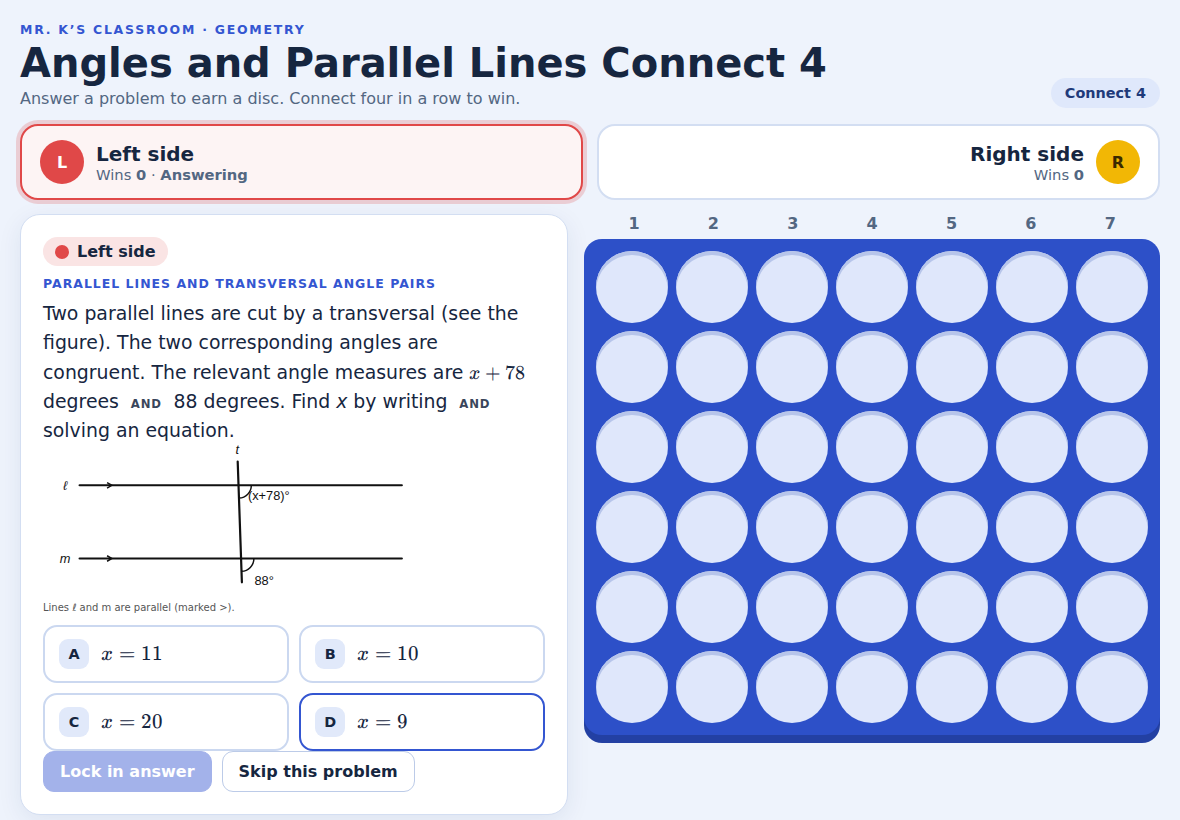 MR. K’S CLASSROOM · GEOMETRY
Angles and Parallel Lines Connect 4
Answer a problem to earn a disc. Connect four in a row to win.
Connect 4
L
Left side
Wins 0 · Answering
Right side
Wins 0
R
Left side
PARALLEL LINES AND TRANSVERSAL ANGLE PAIRS
Two parallel lines are cut by a transversal (see the
figure). The two corresponding angles are
congruent. The relevant angle measures are x + 78
degrees AND 88 degrees. Find x by writing AND
solving an equation.
t
ℓ
(x+78)°
m
88°
Lines ℓ and m are parallel (marked >).
A x = 11
B x = 10
C x = 20
D x = 9
Lock in answer
Skip this problem
1 2 3 4 5 6 7